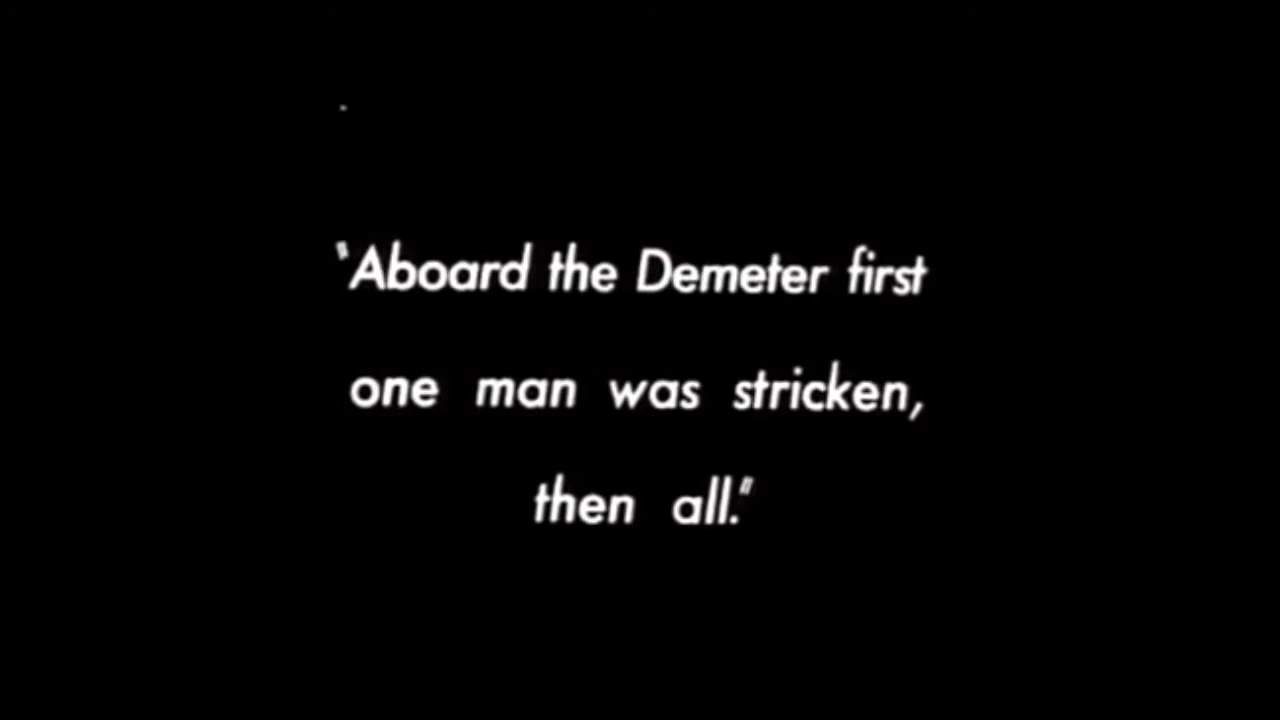 "Aboard the Demeter first
one man was stricken,
then all."